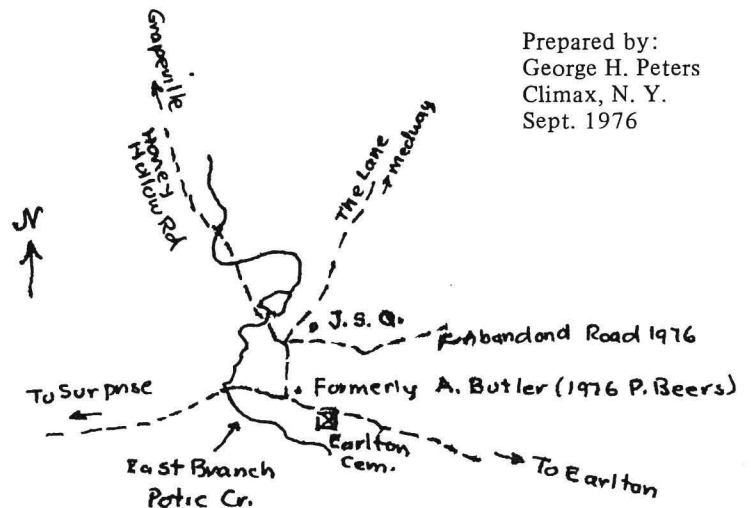 Prepared by:
George H. Peters
Climax, N. Y.
Sept. 1976
Grapeville
Honey
Hollow Rd
The Lane
Medway
N
J.S.Q.
Abandond Road 1976
To Surprise
Formerly A. Butler (1976 P. Beers)
Earlton
Cem.
East Branch
Potic Cr.
To Earlton